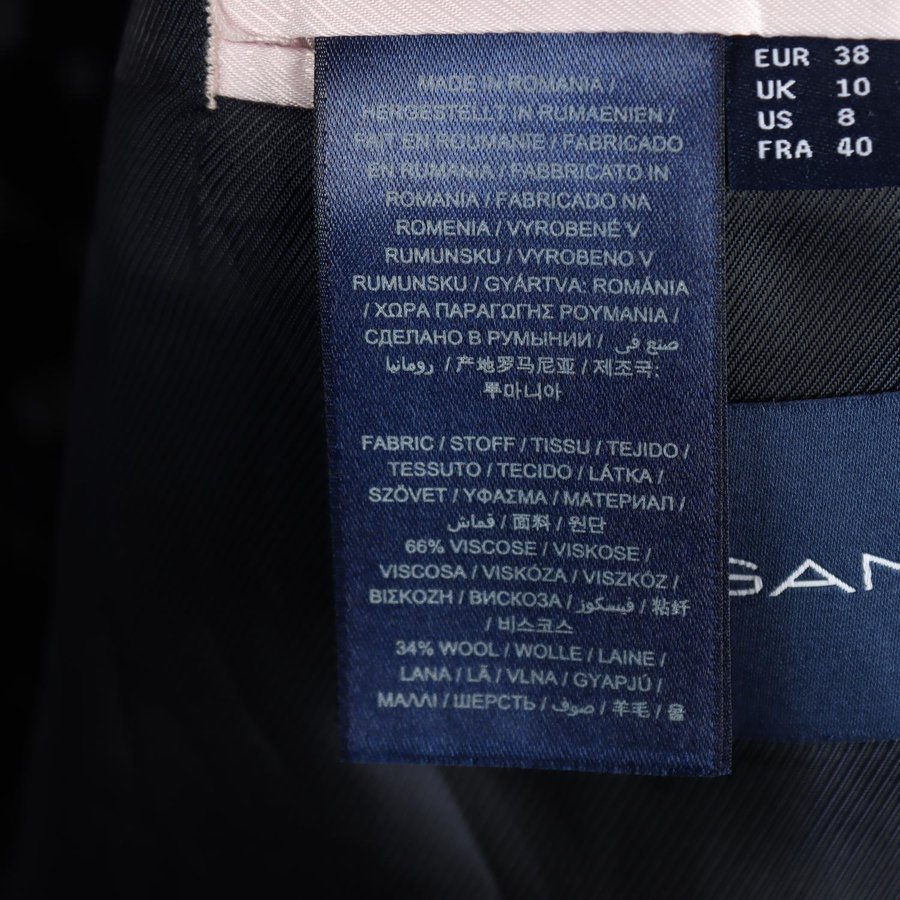 MADE IN ROMANIA /
HERGESTELLT IN RUMAENIEN /
FAIT EN ROUMANIE / FABRICADO
EN RUMANIA / FABBRICATO IN
ROMANIA / FABRICADO NA
ROMENIA / VYROBENÉ V
RUMUNSKU / VYROBENO V
RUMUNSKU / GYÁRTVA: ROMÁNIA
/ ΧΩΡΑ ΠΑΡΑΓΩΓΗΣ ΡΟΥΜΑΝΙΑ /
СДЕЛАНО В РУМЫНИИ / صنع في
رومانيا / 产地罗马尼亚 / 제조국:
루마니아
FABRIC / STOFF / TISSU / TEJIDO /
TESSUTO / TECIDO / LÁTKA /
SZÖVET / ΥΦΑΣΜΑ / МАТЕРИАЛ /
قماش / 面料 / 원단
66% VISCOSE / VISKOSE /
VISCOSA / VISKÓZA / VISZKÓZ /
ΒΙΣΚΟΖΗ / ВИСКОЗА / فيسكوز / 粘纤
/ 비스코스
34% WOOL / WOLLE / LAINE /
LANA / LÃ / VLNA / GYAPJÚ /
ΜΑΛΛΙ / ШЕРСТЬ / صوف / 羊毛 / 울
EUR 38
UK 10
US 8
FRA 40
GAN